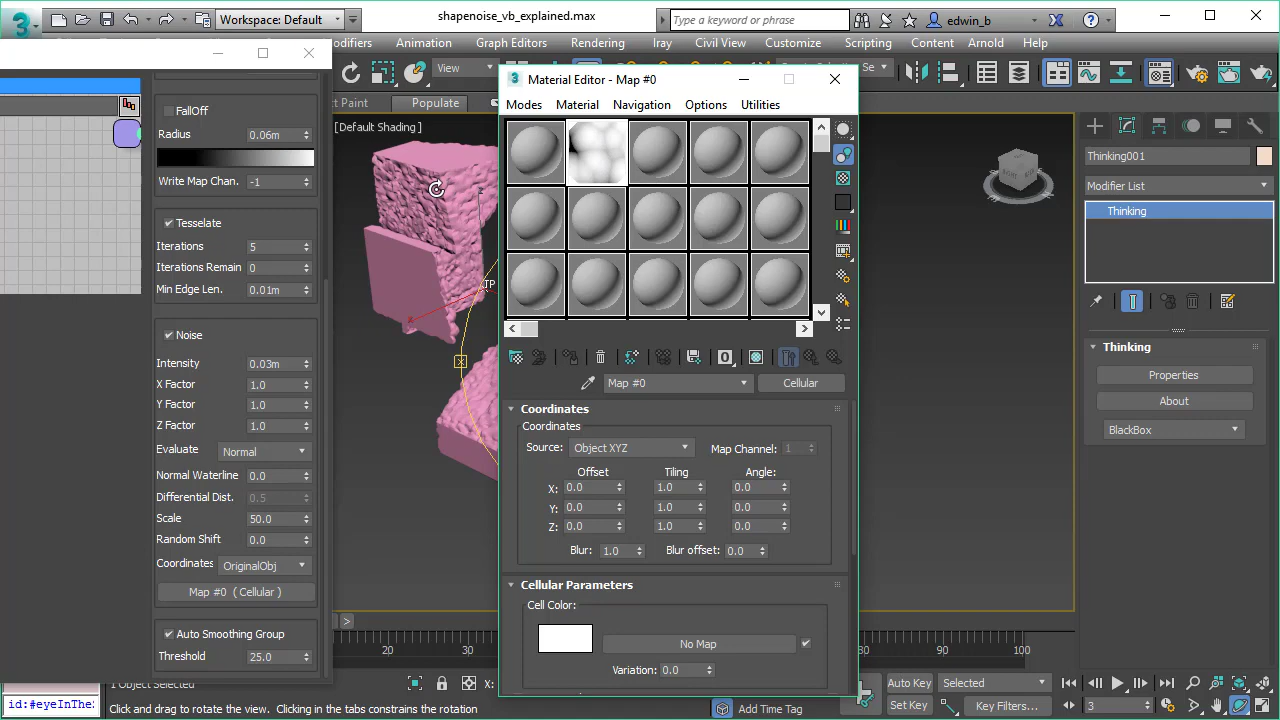 3
Workspace: Default
shapenoise_vb_explained.max
Type a keyword or phrase
edwin_b
Modifiers
Animation
Graph Editors
Rendering
Iray
Civil View
Customize
Scripting
Content
Arnold
Help
View
Paint
Populate
[Default Shading]
FallOff
Radius 0.06m
Write Map Chan. -1
Tesselate
Iterations 5
Iterations Remain 0
Min Edge Len. 0.01m
Noise
Intensity 0.03m
X Factor 1.0
Y Factor 1.0
Z Factor 1.0
Evaluate Normal
Normal Waterline 0.0
Differential Dist. 0.5
Scale 50.0
Random Shift 0.0
Coordinates OriginalObj
Map #0 ( Cellular )
Auto Smoothing Group
Threshold 25.0
3 Material Editor - Map #0
Modes Material Navigation Options Utilities
Map #0 Cellular
Coordinates
Coordinates
Source: Object XYZ Map Channel: 1
Offset Tiling Angle:
X: 0.0 1.0 0.0
Y: 0.0 1.0 0.0
Z: 0.0 1.0 0.0
Blur: 1.0 Blur offset: 0.0
Cellular Parameters
Cell Color:
No Map
Variation: 0.0
Thinking001
Modifier List
Thinking
Thinking
Properties
About
BlackBox
20
30
80
90
100
1 Object Selected
id:#eyeInTheS
X:
Click and drag to rotate the view. Clicking in the tabs constrains the rotation
Add Time Tag
Auto Key Selected
Set Key Key Filters...
3